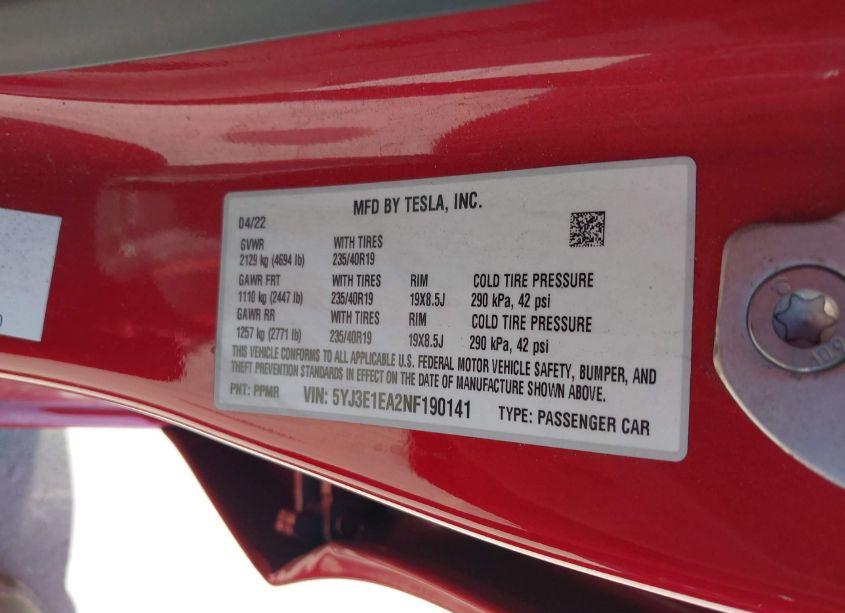 MFD BY TESLA, INC.
04/22
GVWR WITH TIRES
2129 kg (4694 lb) 235/40R19
GAWR FRT WITH TIRES RIM COLD TIRE PRESSURE
1110 kg (2447 lb) 235/40R19 19X8.5J 290 kPa, 42 psi
GAWR RR WITH TIRES RIM COLD TIRE PRESSURE
1257 kg (2771 lb) 235/40R19 19X8.5J 290 kPa, 42 psi
THIS VEHICLE CONFORMS TO ALL APPLICABLE U.S. FEDERAL MOTOR VEHICLE SAFETY, BUMPER, AND
THEFT PREVENTION STANDARDS IN EFFECT ON THE DATE OF MANUFACTURE SHOWN ABOVE.
PNT: PPMR VIN: 5YJ3E1EA2NF190141 TYPE: PASSENGER CAR